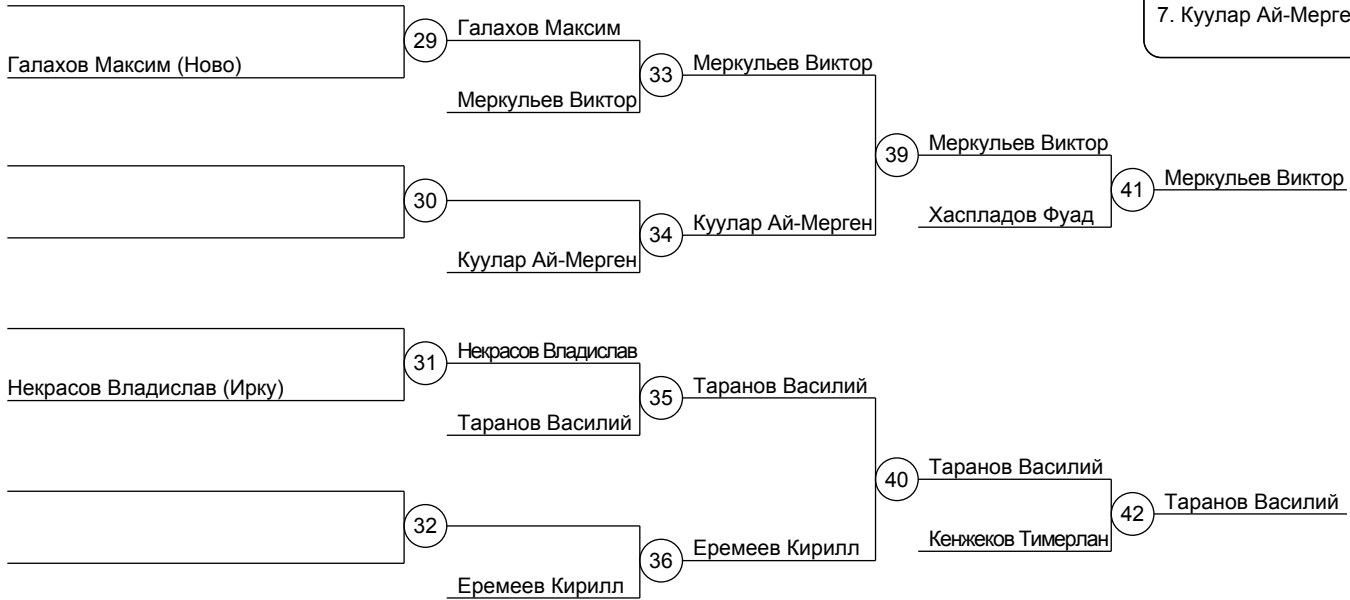 7. Куулар Ай-Мерге
29
Галахов Максим
Галахов Максим (Ново)
33
Меркульев Виктор
Меркульев Виктор
39
Меркульев Виктор
41
Меркульев Виктор
30
Хаспладов Фуад
34
Куулар Ай-Мерген
Куулар Ай-Мерген
31
Некрасов Владислав
Некрасов Владислав (Ирку)
35
Таранов Василий
Таранов Василий
40
Таранов Василий
42
Таранов Василий
32
Кенжеков Тимерлан
36
Еремеев Кирилл
Еремеев Кирилл